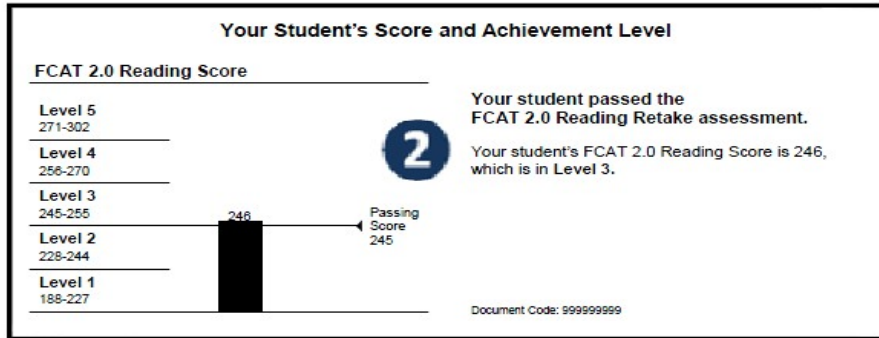 Your Student's Score and Achievement Level
FCAT 2.0 Reading Score
Level 5
271-302
Level 4
256-270
Level 3
245-255
Level 2
228-244
Level 1
188-227
246
Passing
Score
245
2
Your student passed the
FCAT 2.0 Reading Retake assessment.
Your student's FCAT 2.0 Reading Score is 246,
which is in Level 3.
Document Code: 999999999